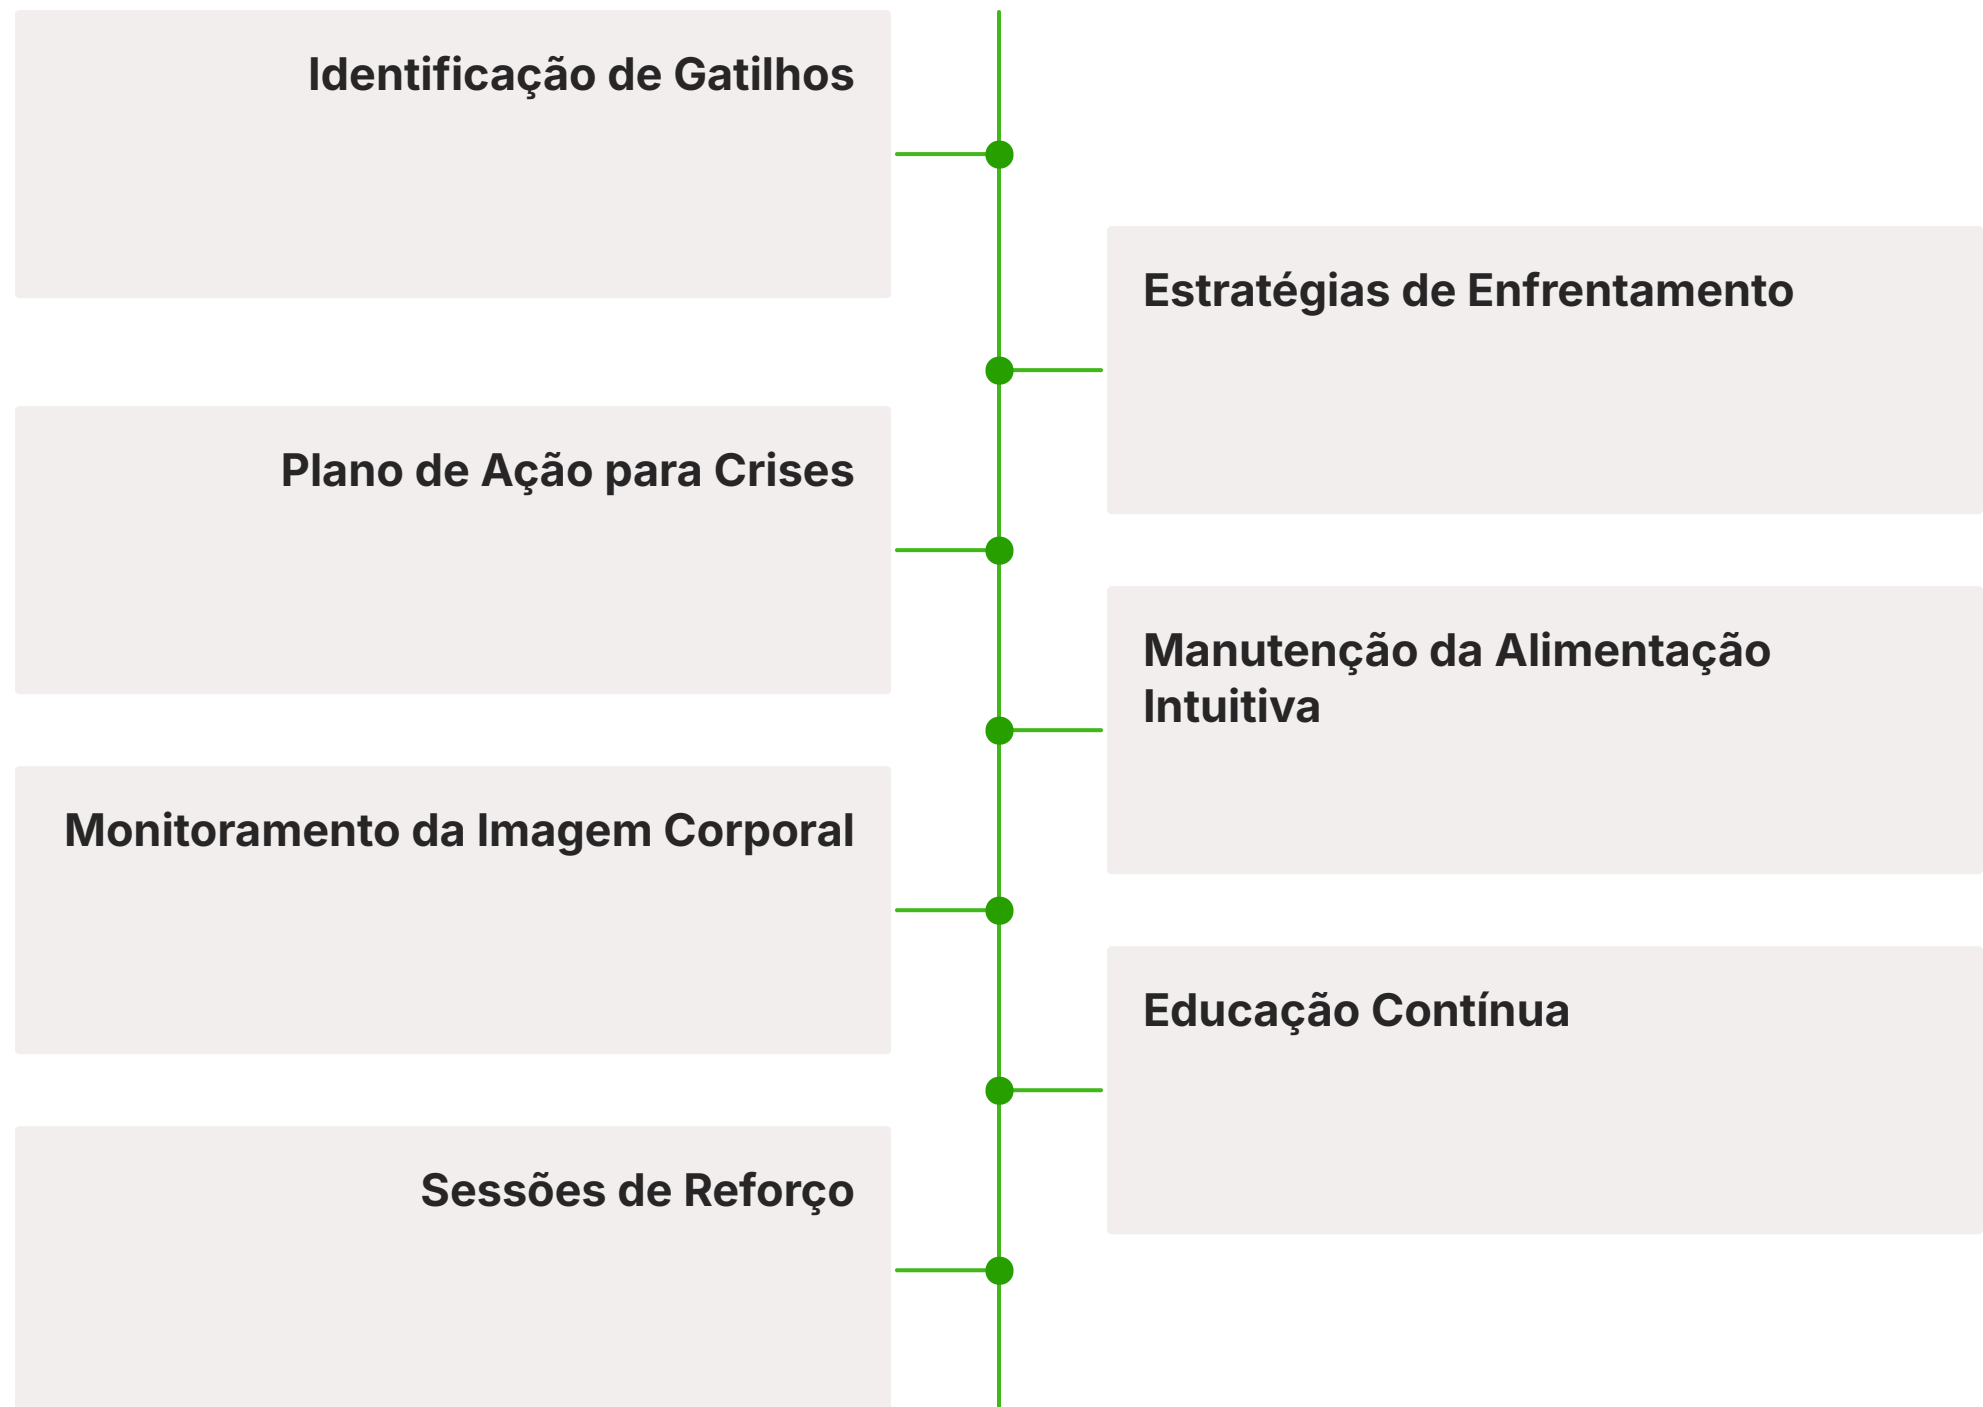 Identificação de Gatilhos
Estratégias de Enfrentamento
Plano de Ação para Crises
Manutenção da Alimentação
Intuitiva
Monitoramento da Imagem Corporal
Educação Contínua
Sessões de Reforço